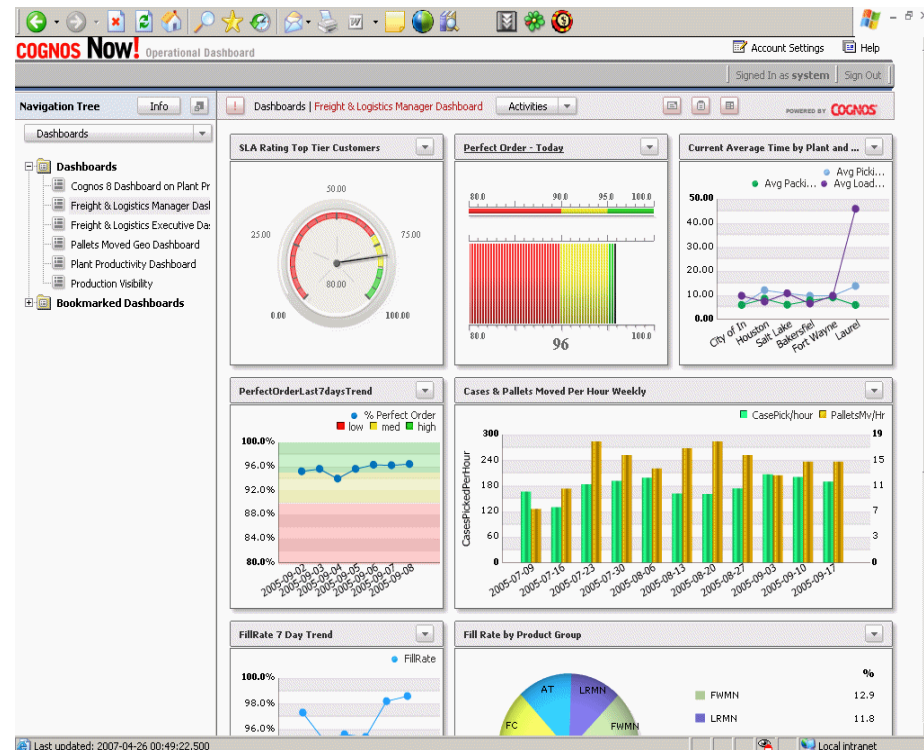 COGNOS NOW! Operational Dashboard
Account Settings Help
Signed In as system Sign Out
Navigation Tree Info
Dashboards | Freight & Logistics Manager Dashboard Activities
POWERED BY COGNOS
Dashboards
Dashboards
Cognos 8 Dashboard on Plant Pr
Freight & Logistics Manager Dasl
Freight & Logistics Executive Da
Pallets Moved Geo Dashboard
Plant Productivity Dashboard
Production Visibility
Bookmarked Dashboards
SLA Rating Top Tier Customers
50.00
25.00 75.00
80.00
0.00 100.00
Perfect Order - Today
80.0 90.0 95.0 100.0
80.0 100.0
96
Current Average Time by Plant and ...
Avg Picki...
Avg Packi... Avg Load...
50.00
40.00
30.00
20.00
10.00
0.00
City of In Houston Salt Lake Bakersfiel Fort Wayne Laurel
PerfectOrderLast7daysTrend
% Perfect Order
low med high
100.0%
96.0%
92.0%
88.0%
84.0%
80.0%
2005-09-02 2005-09-03 2005-09-04 2005-09-05 2005-09-06 2005-09-07 2005-09-08
Cases & Pallets Moved Per Hour Weekly
CasePick/hour PalletsMv/Hr
CasesPickedPerHour
300 19
240 15
180 11
120 7
60 3
0 0
2005-07-09 2005-07-16 2005-07-23 2005-07-30 2005-08-06 2005-08-13 2005-08-20 2005-08-27 2005-09-03 2005-09-10 2005-09-17
FillRate 7 Day Trend
FillRate
100.0%
98.0%
96.0%
Fill Rate by Product Group
AT LRMN
FC FWMN
%
FWMN 12.9
LRMN 11.8
Last updated: 2007-04-26 00:49:22.500 Local intranet